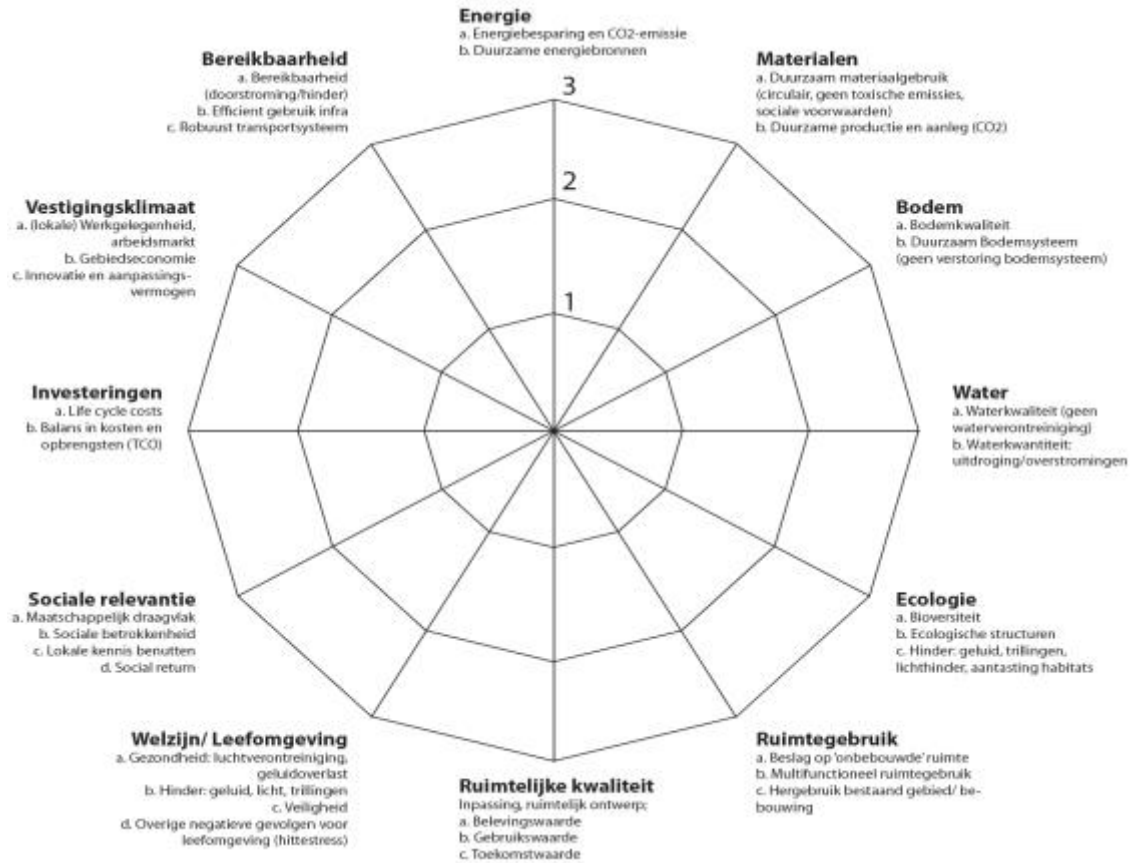 Energie
a. Energiebesparing en CO2-emissie
b. Duurzame energiebronnen
Materialen
a. Duurzaam materiaalgebruik
(circulair, geen toxische emissies,
sociale voorwaarden)
b. Duurzame productie en aanleg (CO2)
Bodem
a. Bodemkwaliteit
b. Duurzaam Bodemsysteem
(geen verstoring bodemsysteem)
Water
a. Waterkwaliteit (geen
waterverontreiniging)
b. Waterkwantiteit:
uitdroging/overstromingen
Ecologie
a. Bioversiteit
b. Ecologische structuren
c. Hinder: geluid, trillingen,
lichthinder, aantasting habitats
Ruimtegebruik
a. Beslag op 'onbebouwde' ruimte
b. Multifunctioneel ruimtegebruik
c. Hergebruik bestaand gebied/ be-
bouwing
Ruimtelijke kwaliteit
Inpassing, ruimtelijk ontwerp;
a. Belevingswaarde
b. Gebruikswaarde
c. Toekomstwaarde
Welzijn/ Leefomgeving
a. Gezondheid: luchtverontreiniging,
geluidoverlast
b. Hinder: geluid, licht, trillingen
c. Veiligheid
d. Overige negatieve gevolgen voor
leefomgeving (hittestress)
Sociale relevantie
a. Maatschappelijk draagvlak
b. Sociale betrokkenheid
c. Lokale kennis benutten
d. Social return
Investeringen
a. Life cycle costs
b. Balans in kosten en
opbrengsten (TCO)
Vestigingsklimaat
a. (lokale) Werkgelegenheid,
arbeidsmarkt
b. Gebiedseconomie
c. Innovatie en aanpassings-
vermogen
Bereikbaarheid
a. Bereikbaarheid
(doorstroming/hinder)
b. Efficient gebruik infra
c. Robuust transportsysteem
3
2
1